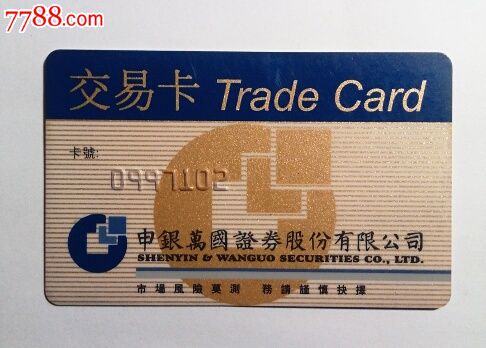 7788.com
交易卡 Trade Card
卡號:
0997102
申銀萬國證券股份有限公司
SHENYIN & WANGUO SECURITIES CO., LTD.
市場風險莫測 務請謹慎抉擇